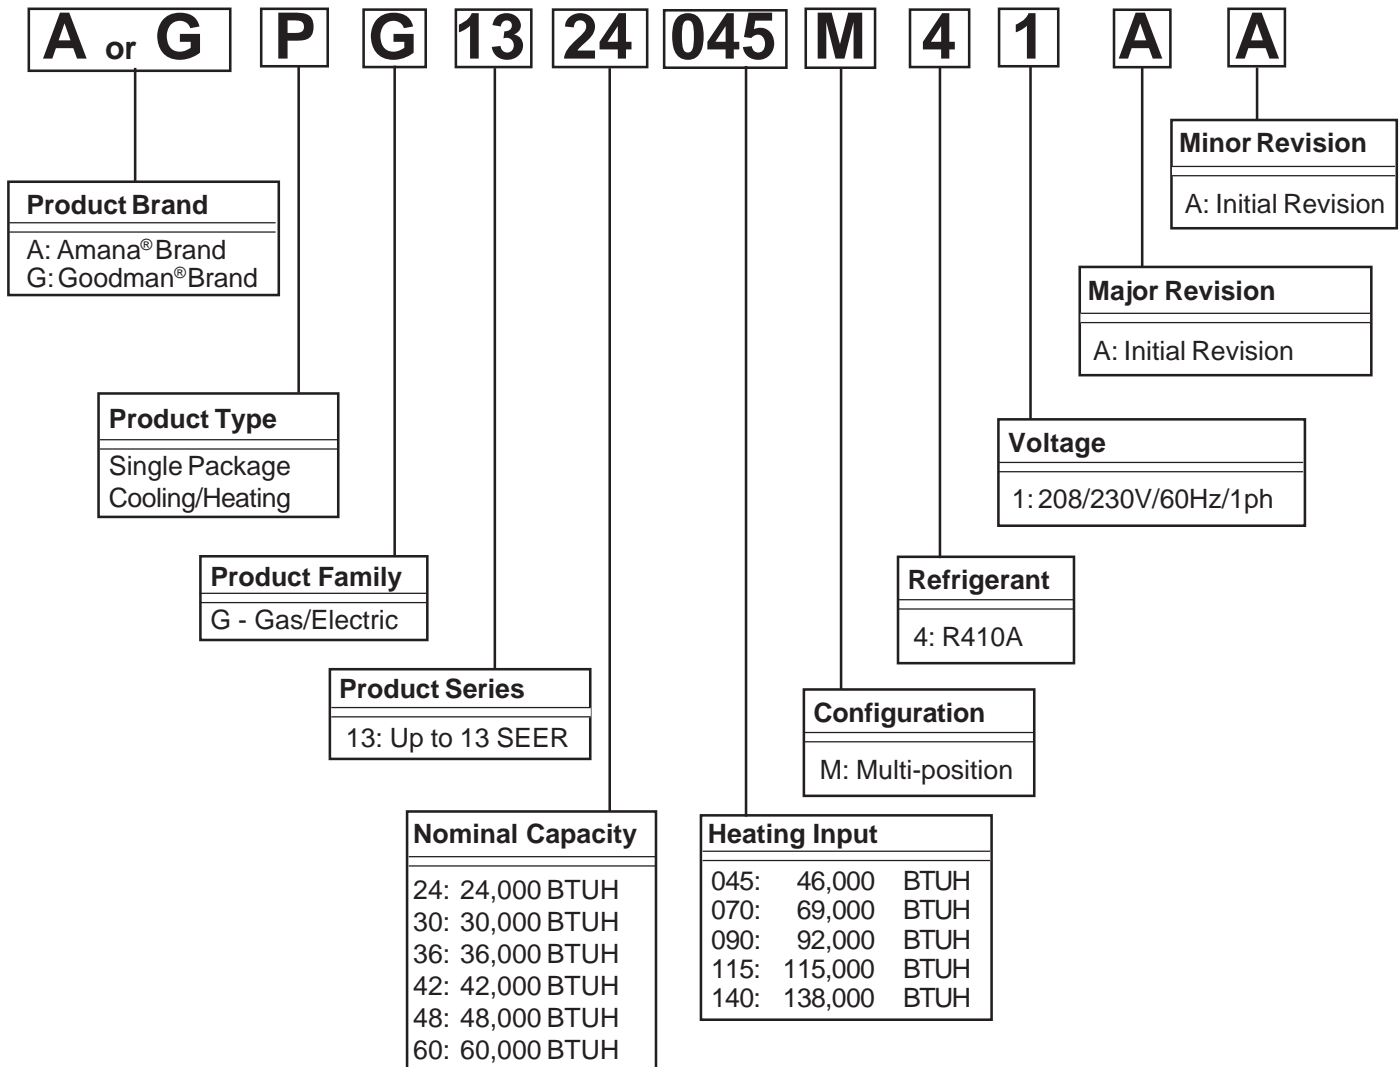 A or G P G 13 24 045 M 4 1 A A
Minor Revision
A: Initial Revision
Product Brand
A: Amana® Brand
G: Goodman® Brand
Major Revision
A: Initial Revision
Product Type
Single Package
Cooling/Heating
Voltage
1: 208/230V/60Hz/1ph
Product Family
G - Gas/Electric
Refrigerant
4: R410A
Product Series
13: Up to 13 SEER
Configuration
M: Multi-position
Nominal Capacity
24: 24,000 BTUH
30: 30,000 BTUH
36: 36,000 BTUH
42: 42,000 BTUH
48: 48,000 BTUH
60: 60,000 BTUH
Heating Input
045: 46,000 BTUH
070: 69,000 BTUH
090: 92,000 BTUH
115: 115,000 BTUH
140: 138,000 BTUH